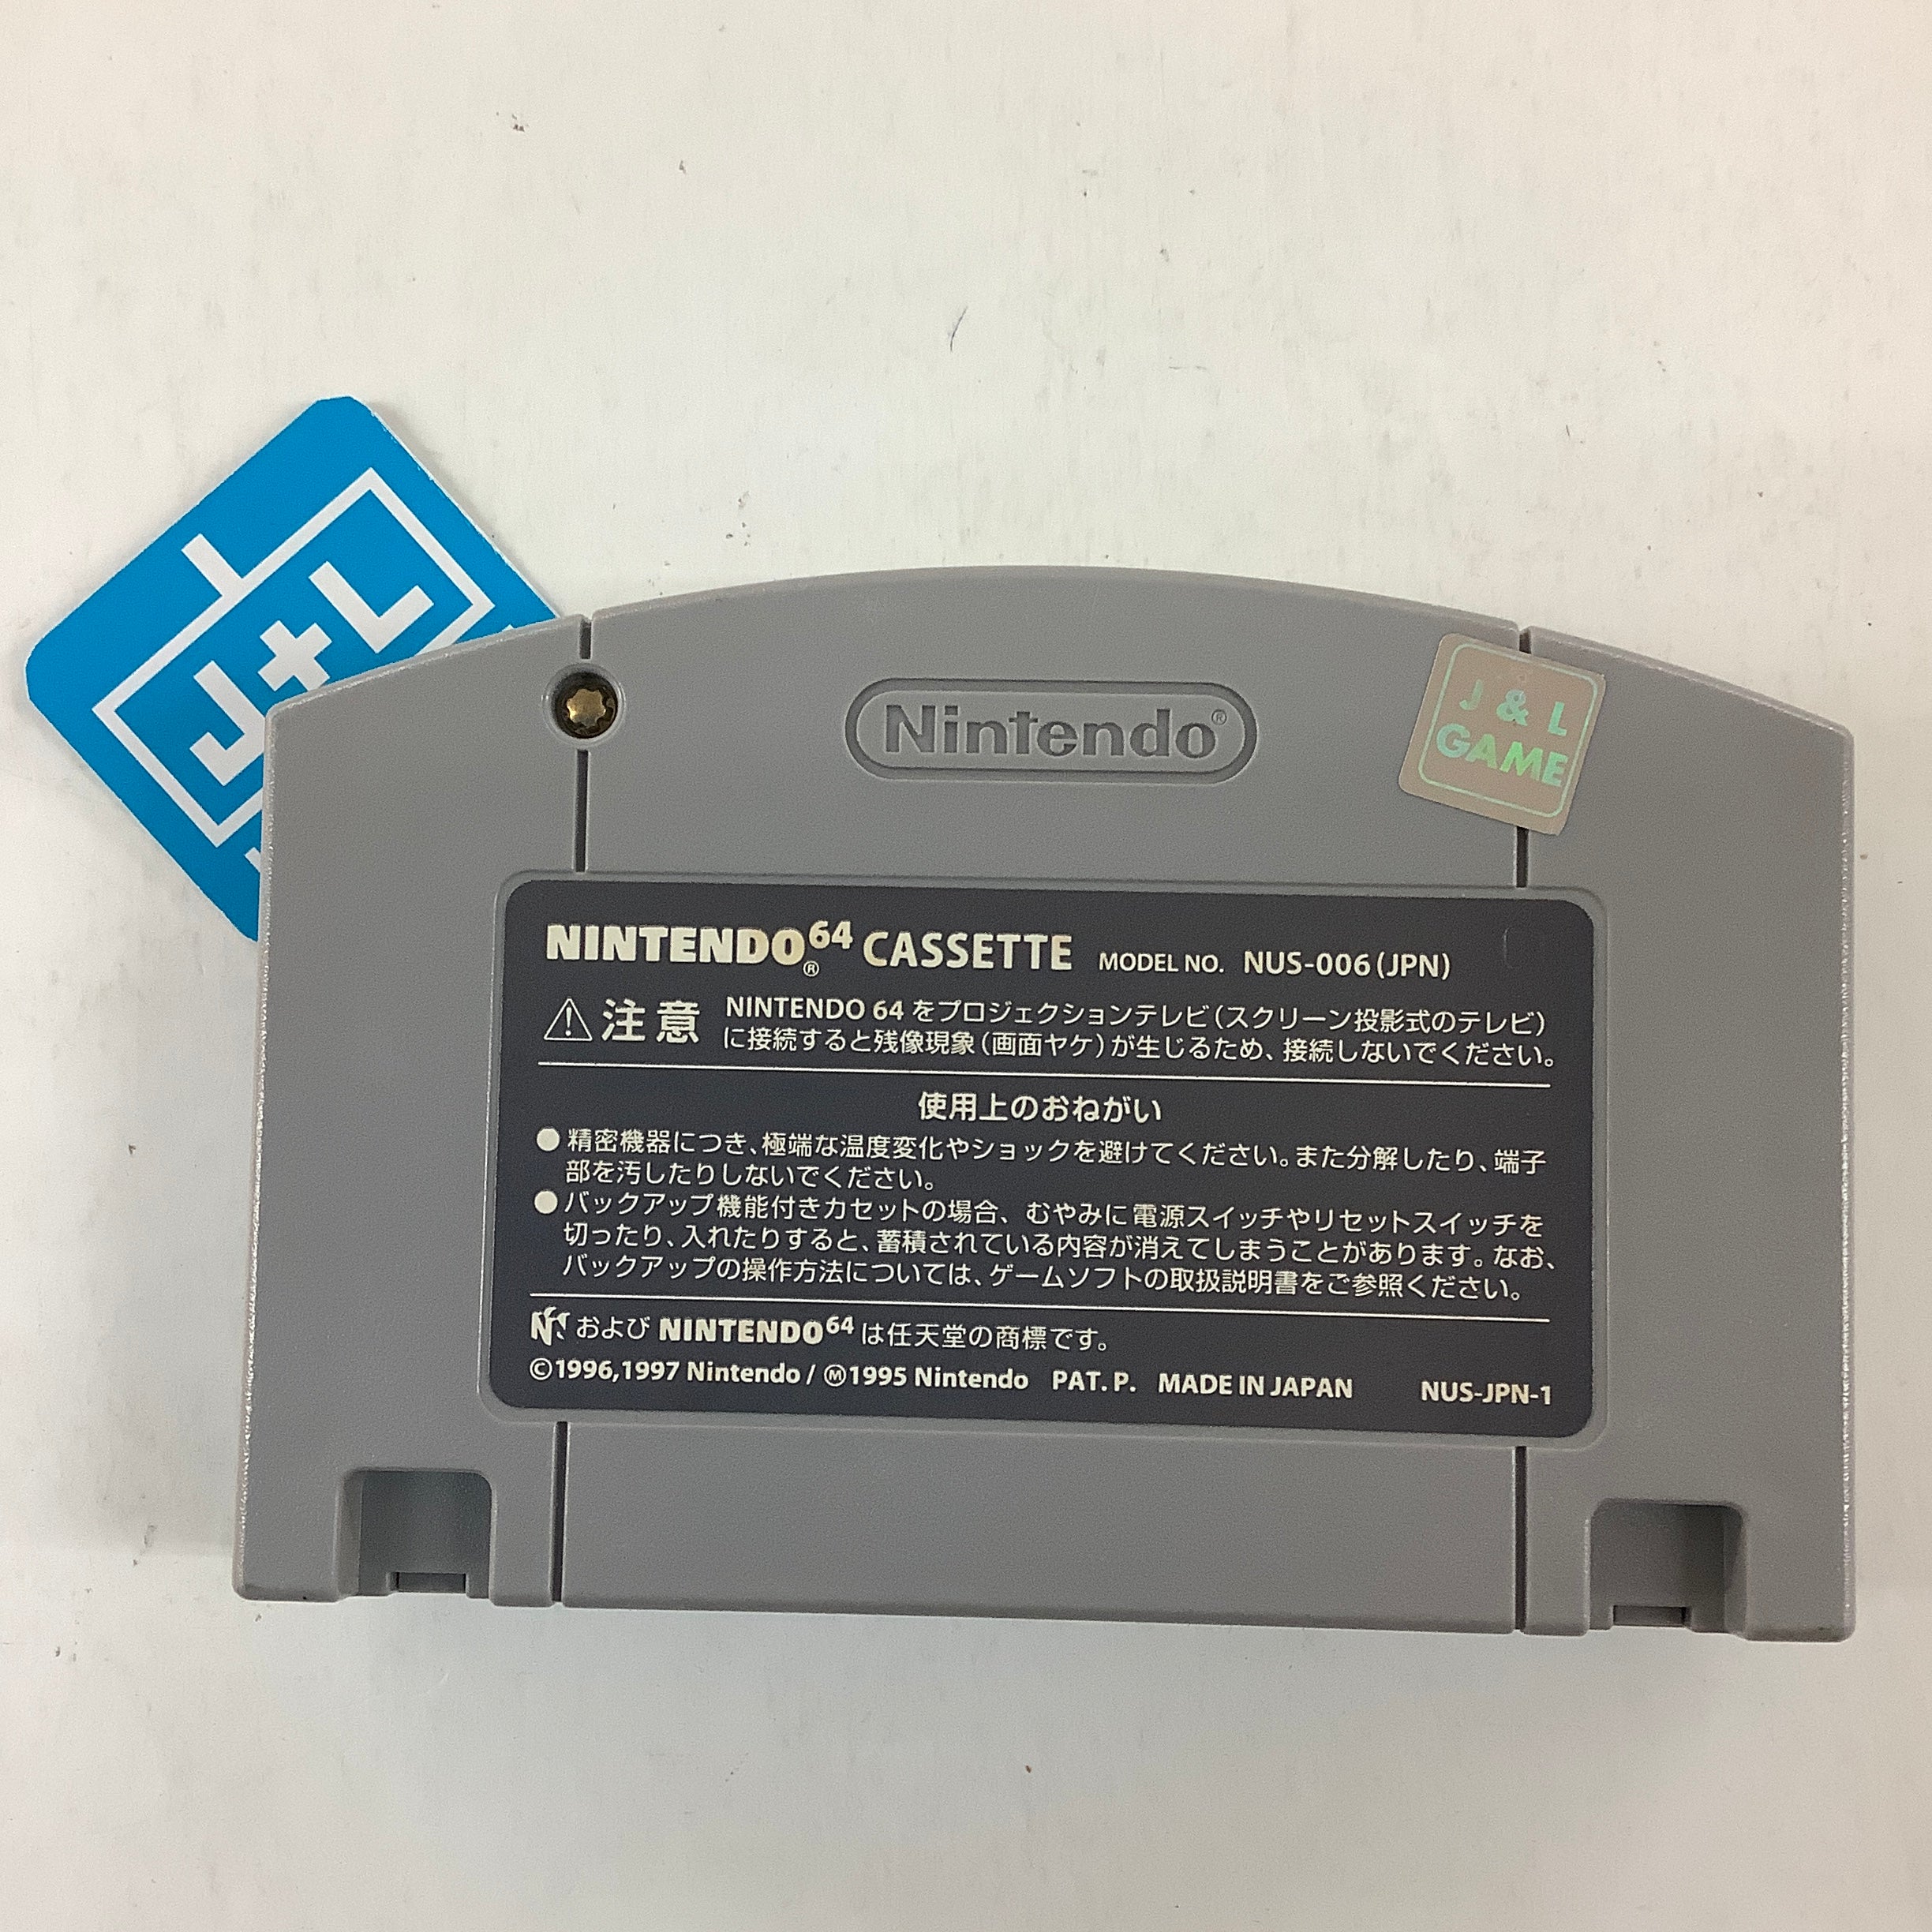 J+L
Nintendo®
J & L
GAME
NINTENDO64® CASSETTE MODEL NO. NUS-006(JPN)
⚠注意 NINTENDO 64 をプロジェクションテレビ(スクリーン投影式のテレビ)
に接続すると残像現象(画面ヤケ)が生じるため、接続しないでください。
使用上のおねがい
●精密機器につき、極端な温度変化やショックを避けてください。また分解したり、端子
部を汚したりしないでください。
●バックアップ機能付きカセットの場合、むやみに電源スイッチやリセットスイッチを
切ったり、入れたりすると、蓄積されている内容が消えてしまうことがあります。なお、
バックアップの操作方法については、ゲームソフトの取扱説明書をご参照ください。
および NINTENDO64 は任天堂の商標です。
©1996,1997 Nintendo / Ⓜ1995 Nintendo PAT. P. MADE IN JAPAN NUS-JPN-1